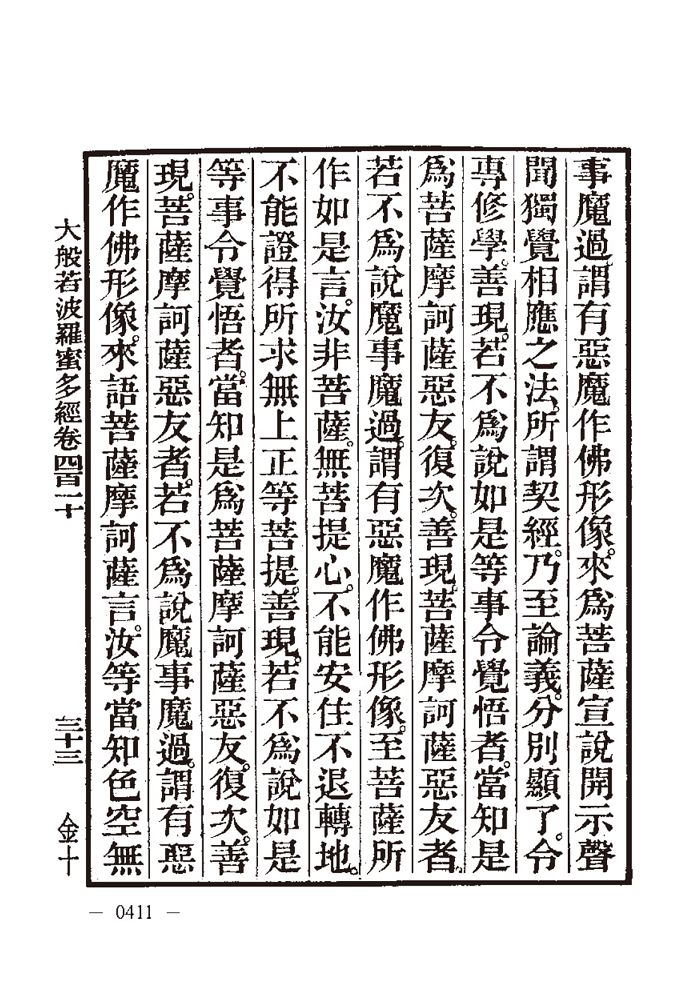 事魔過謂有惡魔作佛形像。來爲菩薩宣說開示聲
聞獨覺相應之法。所謂契經。乃至論義。分別顯了。令
專修學。善現。若不爲說如是等事令覺悟者。當知是
爲菩薩摩訶薩惡友。復次。善現。菩薩摩訶薩惡友者。
若不爲說魔事魔過。謂有惡魔作佛形像。至菩薩所
作如是言。汝非菩薩。無菩提心。不能安住不退轉地。
不能證得所求無上正等菩提。善現。若不爲說如是
等事令覺悟者。當知是爲菩薩摩訶薩惡友。復次。善
現。菩薩摩訶薩惡友者。若不爲說魔事魔過。謂有惡
魔作佛形像。來語菩薩摩訶薩言。汝等當知色空無
大般若波羅蜜多經卷四百一十 三十三 金十
— 0411 —